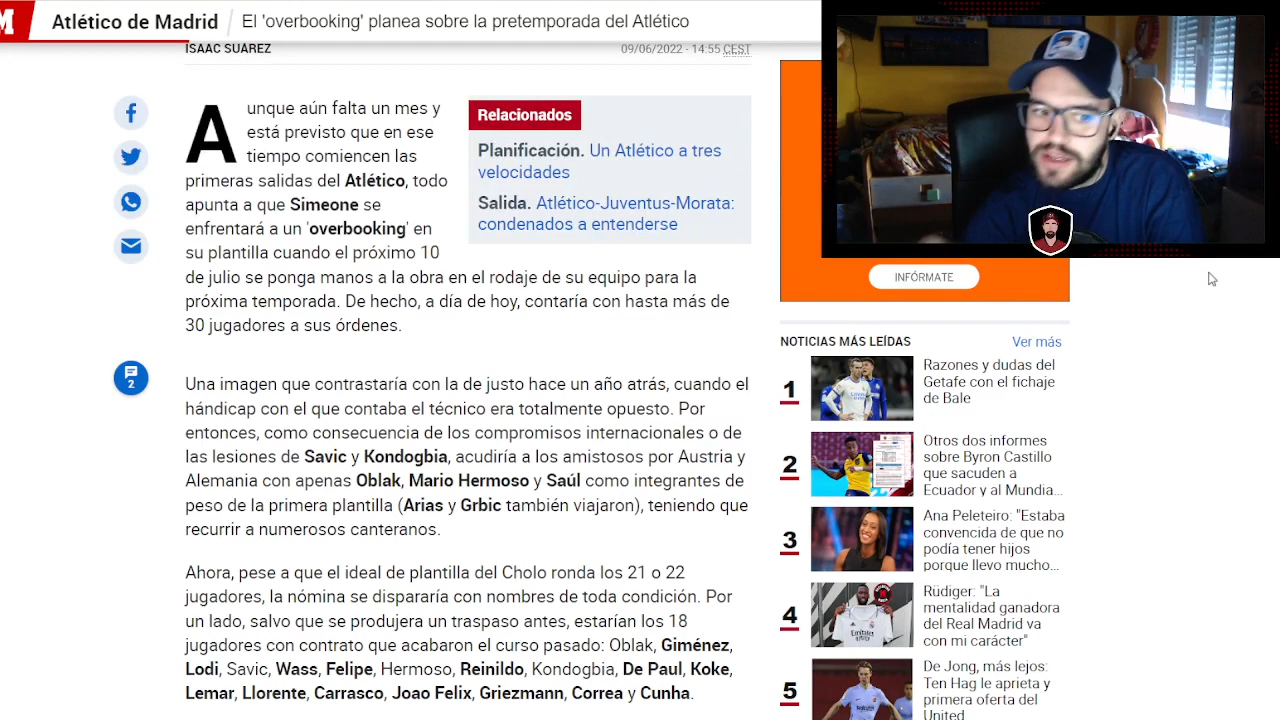 M
Atlético de Madrid
El 'overbooking' planea sobre la pretemporada del Atlético
ISAAC SUÁREZ
09/06/2022 - 14:55 CEST
Aunque aún falta un mes y
está previsto que en ese
tiempo comiencen las
primeras salidas del Atlético, todo
apunta a que Simeone se
enfrentará a un 'overbooking' en
su plantilla cuando el próximo 10
de julio se ponga manos a la obra en el rodaje de su equipo para la
próxima temporada. De hecho, a día de hoy, contaría con hasta más de
30 jugadores a sus órdenes.
Relacionados
Planificación. Un Atlético a tres
velocidades
Salida. Atlético-Juventus-Morata:
condenados a entenderse
2
Una imagen que contrastaría con la de justo hace un año atrás, cuando el
hándicap con el que contaba el técnico era totalmente opuesto. Por
entonces, como consecuencia de los compromisos internacionales o de
las lesiones de Savic y Kondogbia, acudiría a los amistosos por Austria y
Alemania con apenas Oblak, Mario Hermoso y Saúl como integrantes de
peso de la primera plantilla (Arias y Grbic también viajaron), teniendo que
recurrir a numerosos canteranos.
Ahora, pese a que el ideal de plantilla del Cholo ronda los 21 o 22
jugadores, la nómina se dispararía con nombres de toda condición. Por
un lado, salvo que se produjera un traspaso antes, estarían los 18
jugadores con contrato que acabaron el curso pasado: Oblak, Giménez,
Lodi, Savic, Wass, Felipe, Hermoso, Reinildo, Kondogbia, De Paul, Koke,
Lemar, Llorente, Carrasco, Joao Felix, Griezmann, Correa y Cunha.
INFÓRMATE
NOTICIAS MÁS LEÍDAS
Ver más
1
Razones y dudas del
Getafe con el fichaje
de Bale
2
Otros dos informes
sobre Byron Castillo
que sacuden a
Ecuador y al Mundia...
3
Ana Peleteiro: "Estaba
convencida de que no
podía tener hijos
porque llevo mucho...
4
Rüdiger: "La
mentalidad ganadora
del Real Madrid va
con mi carácter"
5
De Jong, más lejos:
Ten Hag le aprieta y
primera oferta del
United